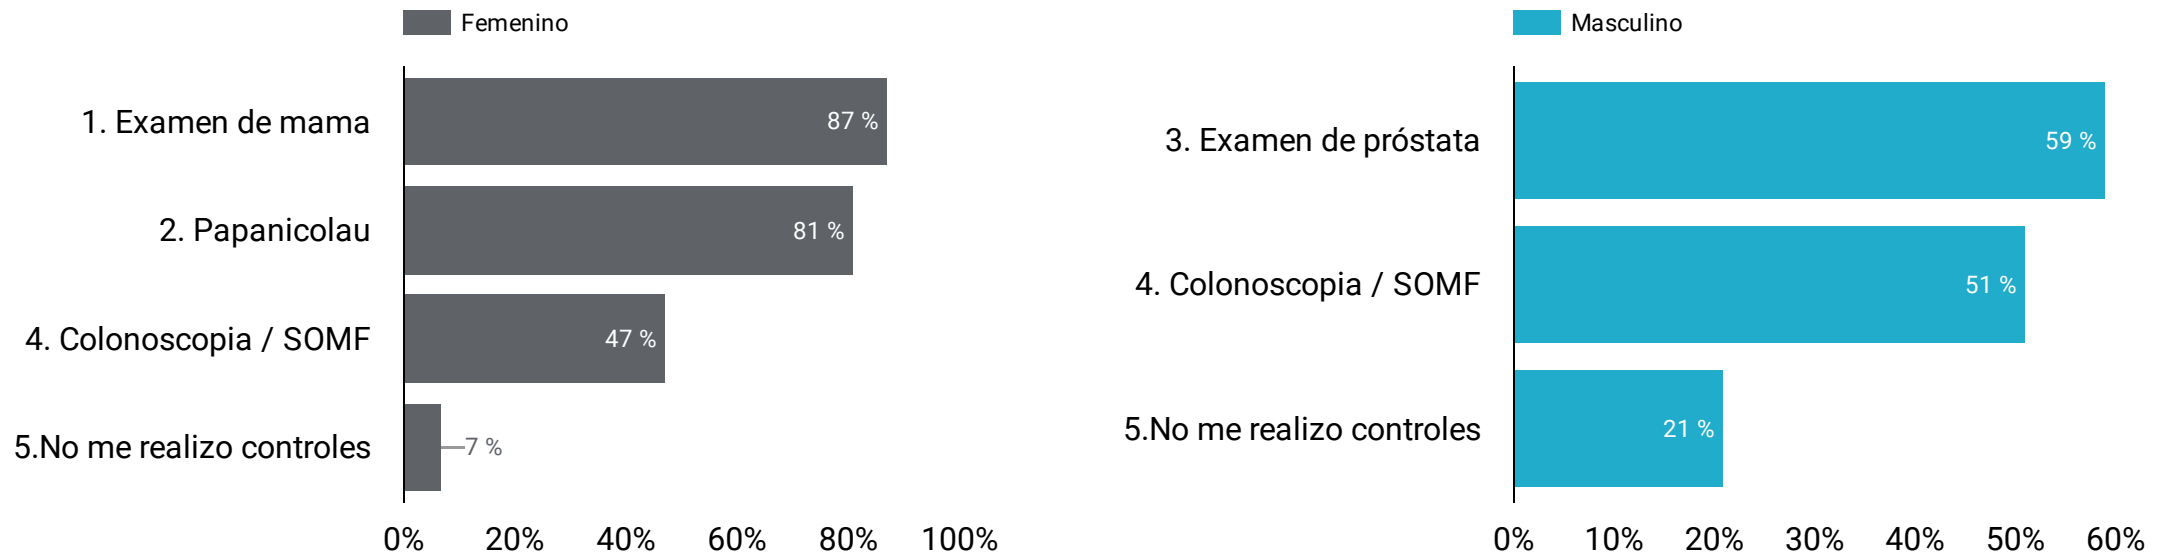 Femenino
1. Examen de mama
87 %
2. Papanicolau
81 %
4. Colonoscopia / SOMF
47 %
5.No me realizo controles
7 %
0% 20% 40% 60% 80% 100%
Masculino
3. Examen de próstata
59 %
4. Colonoscopia / SOMF
51 %
5.No me realizo controles
21 %
0% 10% 20% 30% 40% 50% 60%